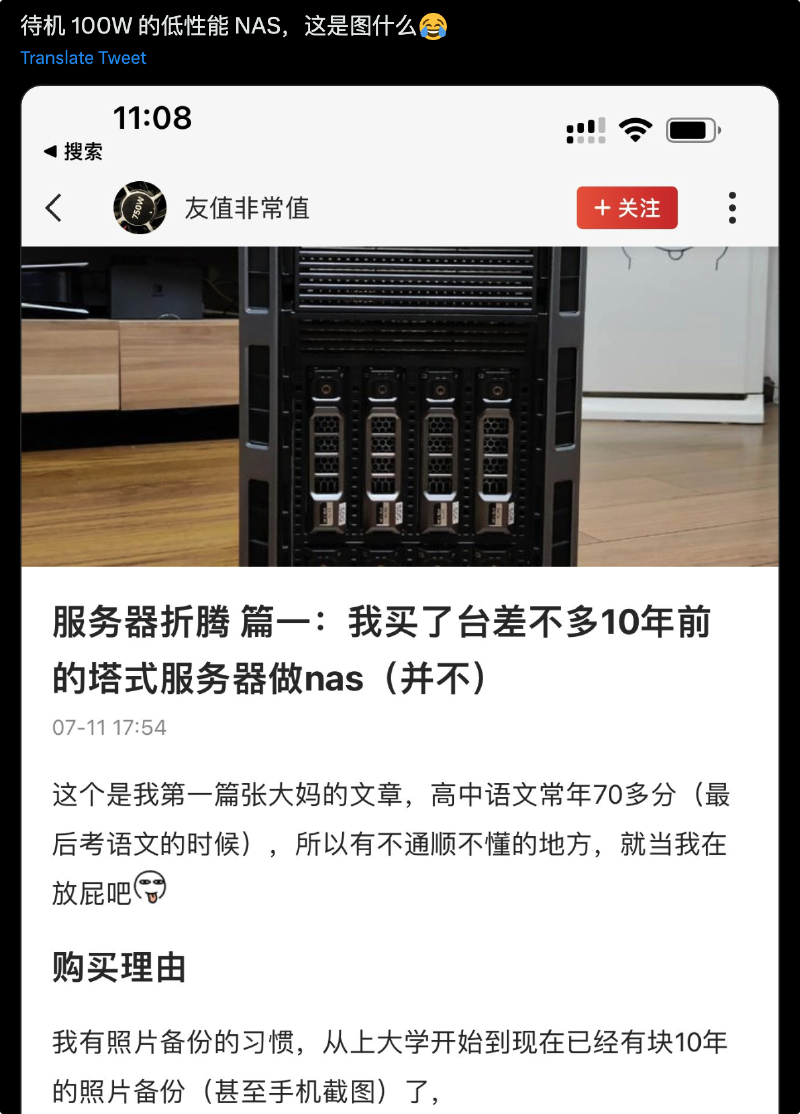 待机 100W 的低性能 NAS，这是图什么😂
Translate Tweet
11:08
◀ 搜索
750W
友值非常值
+ 关注
服务器折腾 篇一：我买了台差不多10年前
的塔式服务器做nas（并不）
07-11 17:54
这个是我第一篇张大妈的文章，高中语文常年70多分（最
后考语文的时候），所以有不通顺不懂的地方，就当我在
放屁吧
购买理由
我有照片备份的习惯，从上大学开始到现在已经有块10年
的照片备份（甚至手机截图）了，